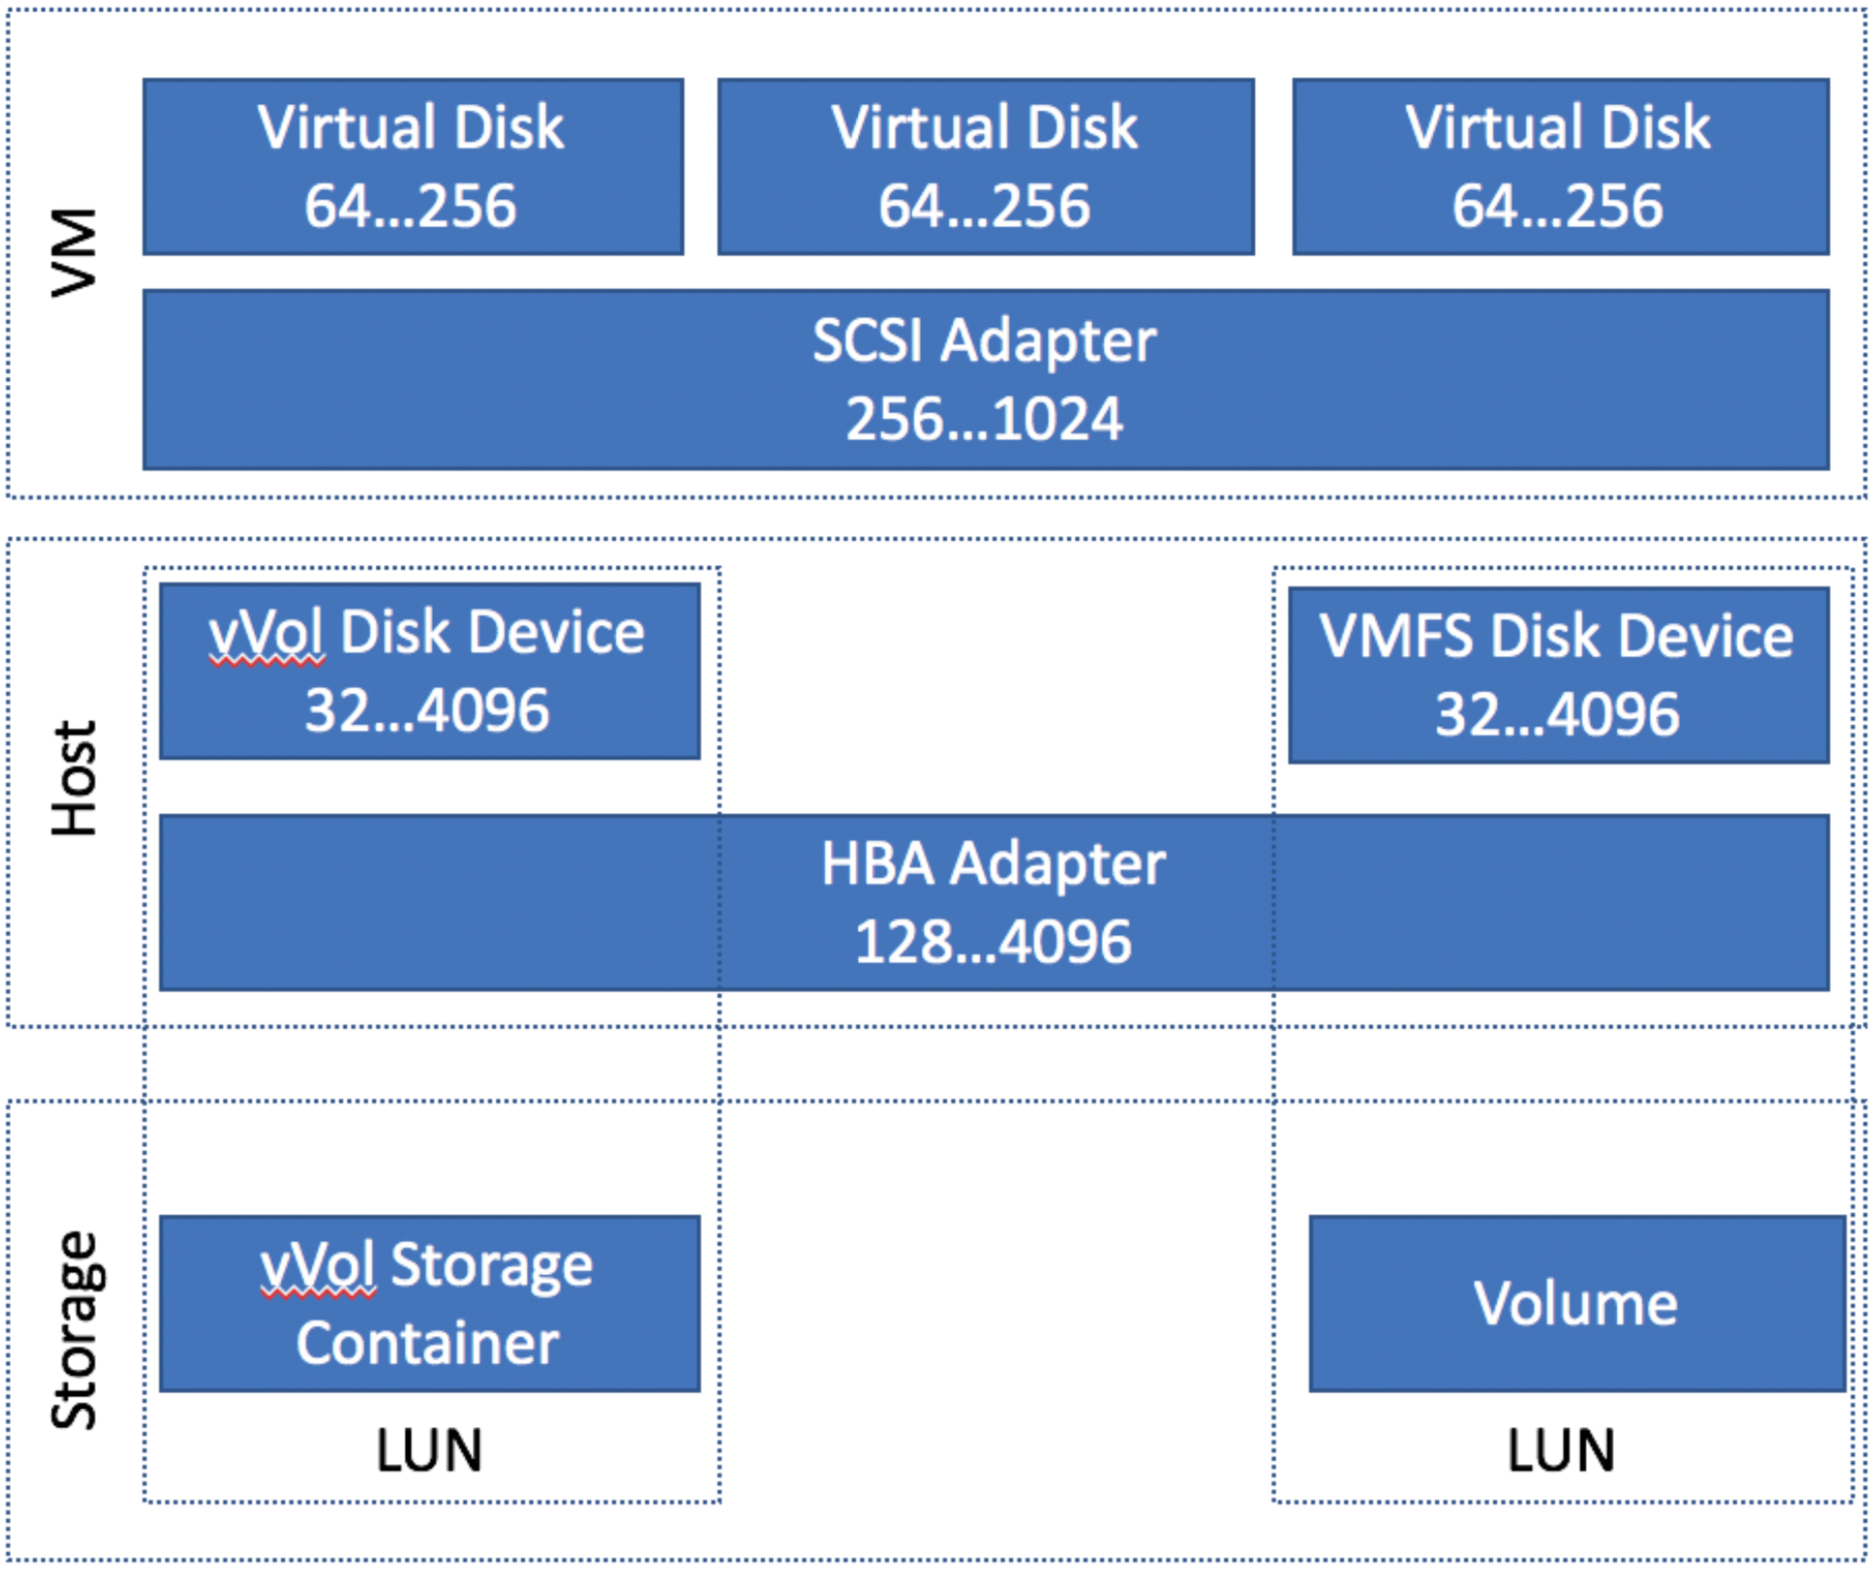 VM
Virtual Disk
64...256
Virtual Disk
64...256
Virtual Disk
64...256
SCSI Adapter
256...1024
Host
vVol Disk Device
32...4096
VMFS Disk Device
32...4096
HBA Adapter
128...4096
Storage
vVol Storage
Container
LUN
Volume
LUN